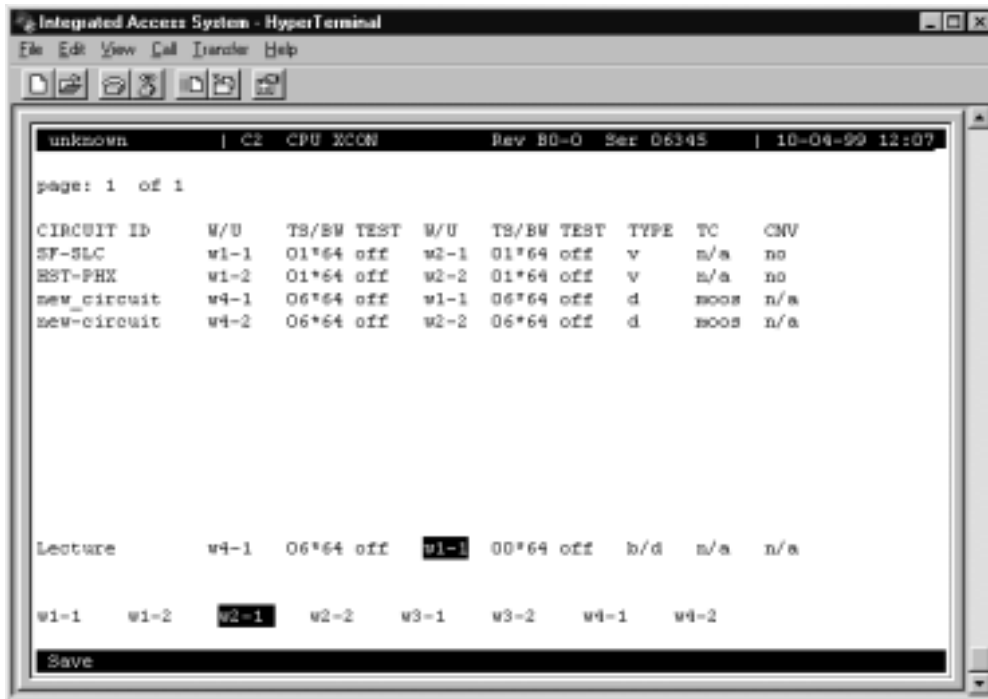 Integrated Access System - HyperTerminal
File Edit View Call Transfer Help
unknown | C2 CPU XCON Rev B0-0 Ser 06345 | 10-04-99 12:07
page: 1 of 1
CIRCUIT ID W/U TS/BW TEST W/U TS/BW TEST TYPE TC CNV
SF-SLC w1-1 01*64 off w2-1 01*64 off v n/a no
HST-PHX w1-2 01*64 off w2-2 01*64 off v n/a no
new_circuit w4-1 06*64 off w1-1 06*64 off d moos n/a
new-circuit w4-2 06*64 off w2-2 06*64 off d moos n/a
Lecture w4-1 06*64 off w1-1 00*64 off b/d n/a n/a
w1-1 w1-2 w2-1 w2-2 w3-1 w3-2 w4-1 w4-2
Save